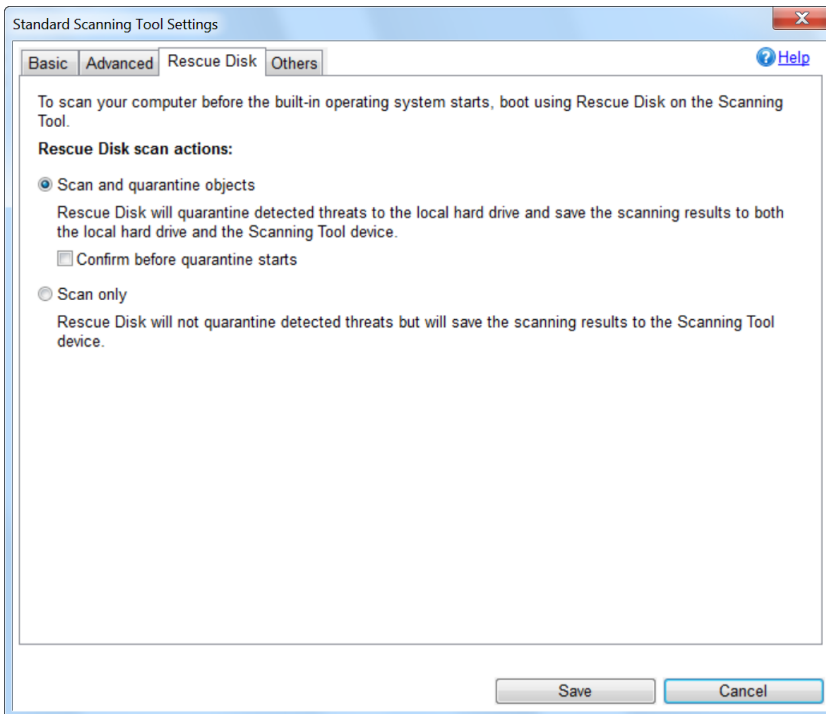 Standard Scanning Tool Settings
Basic
Advanced
Rescue Disk
Others
Help
To scan your computer before the built-in operating system starts, boot using Rescue Disk on the Scanning
Tool.
Rescue Disk scan actions:
Scan and quarantine objects
Rescue Disk will quarantine detected threats to the local hard drive and save the scanning results to both
the local hard drive and the Scanning Tool device.
Confirm before quarantine starts
Scan only
Rescue Disk will not quarantine detected threats but will save the scanning results to the Scanning Tool
device.
Save
Cancel